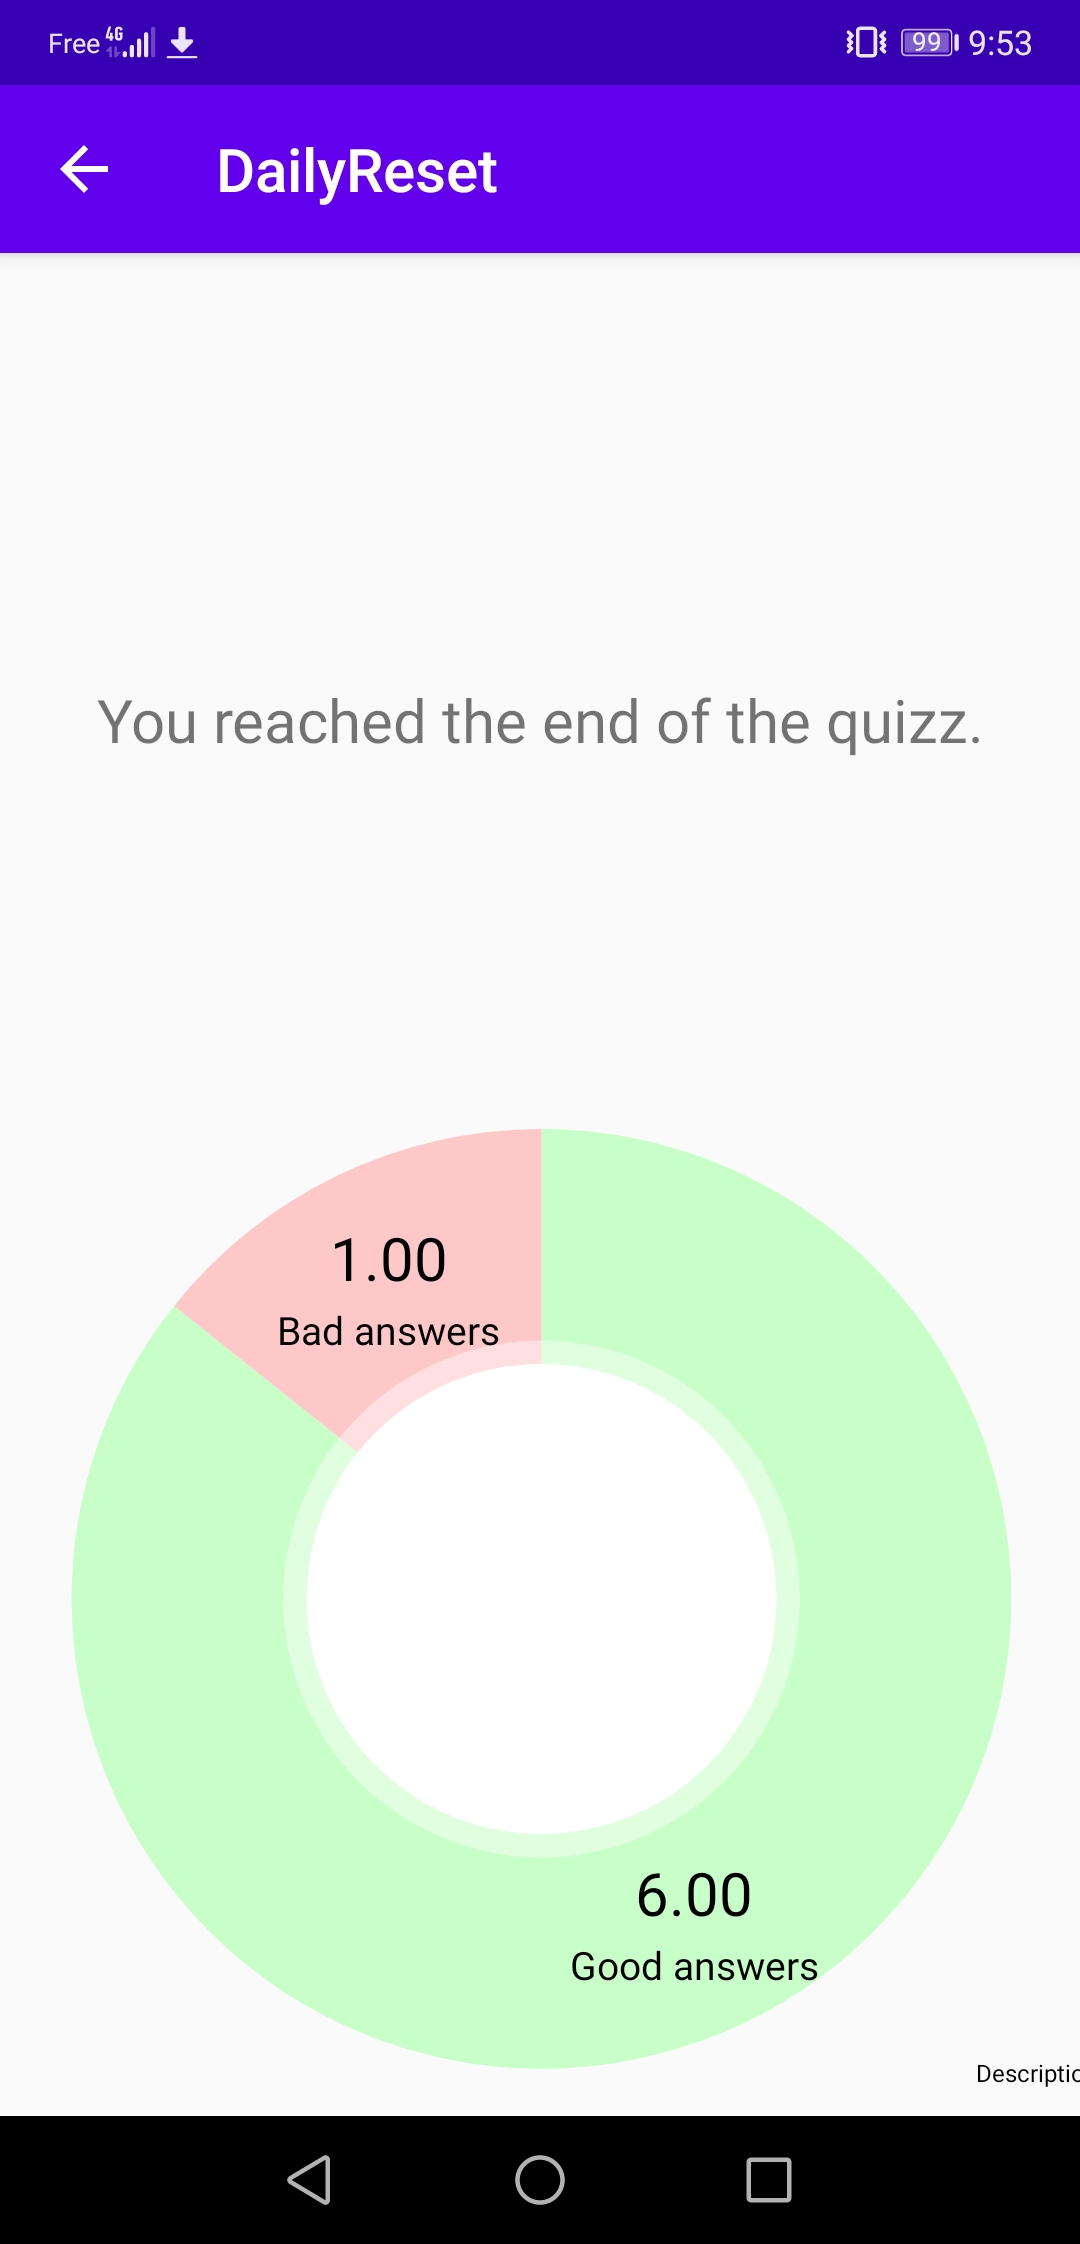 Free 4G 99 9:53
DailyReset
You reached the end of the quizz.
1.00
Bad answers
6.00
Good answers
Descriptio